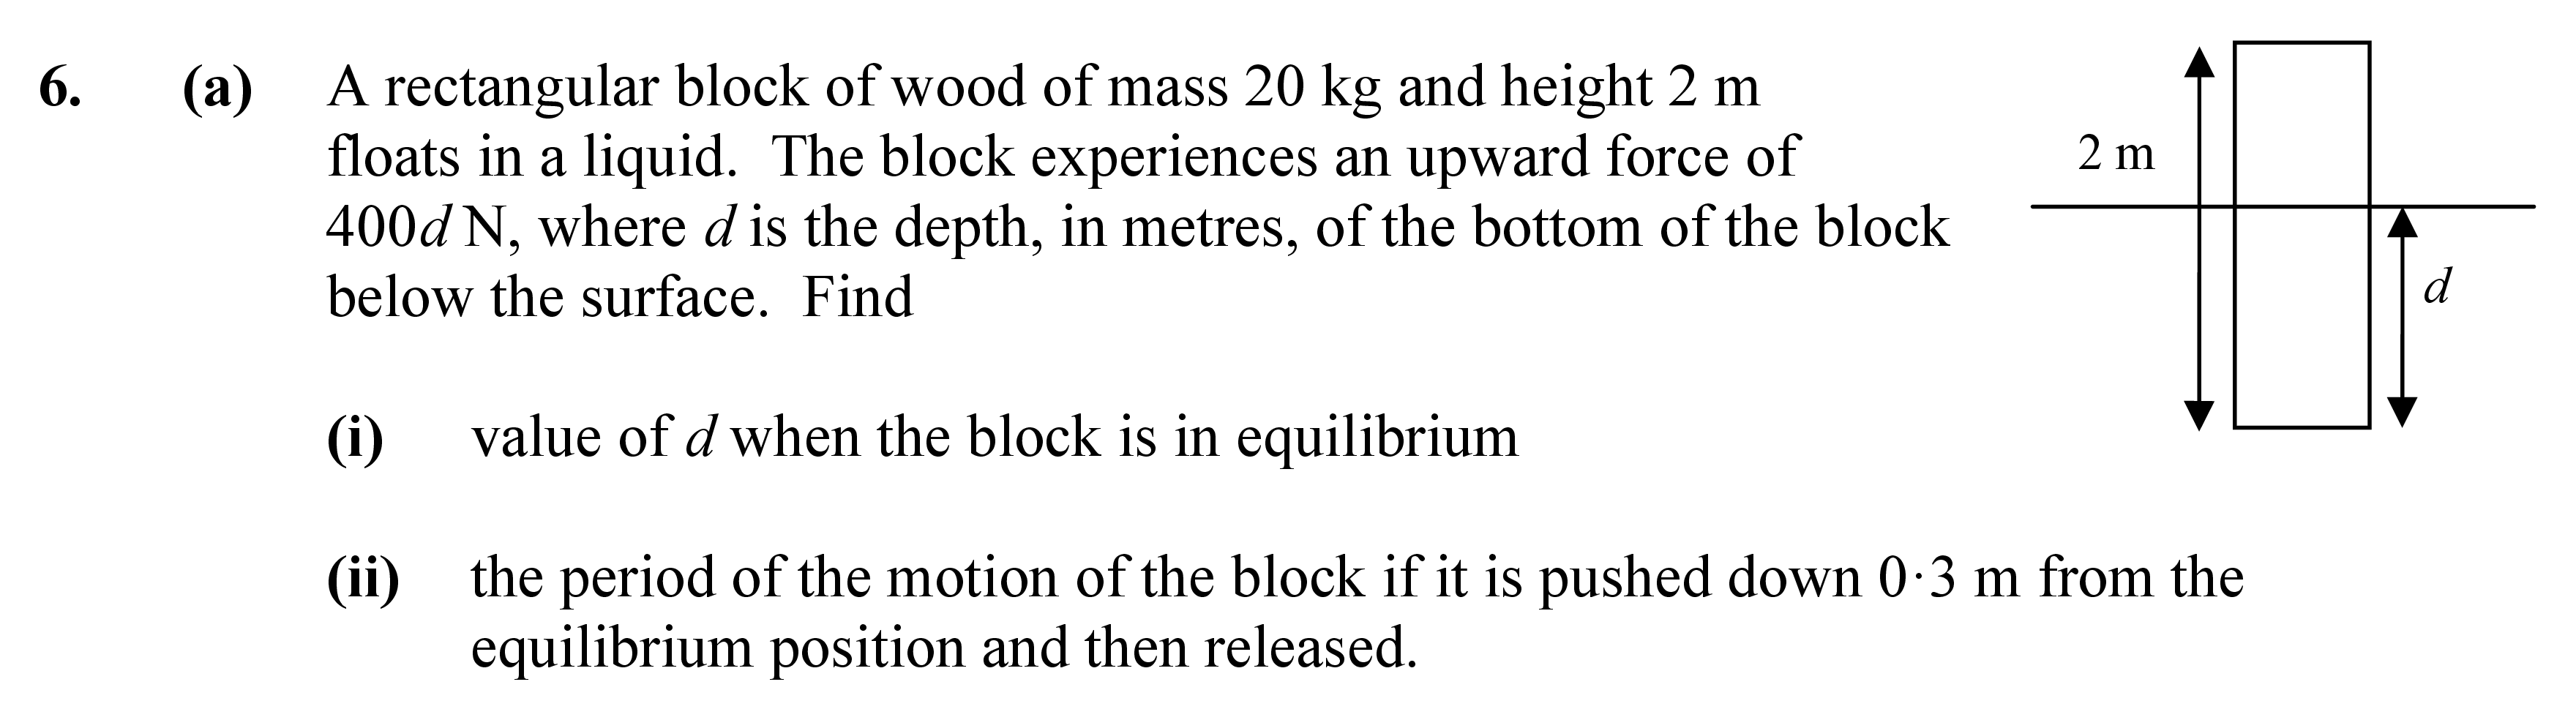 6. (a) A rectangular block of wood of mass 20 kg and height 2 m
floats in a liquid. The block experiences an upward force of
400d N, where d is the depth, in metres, of the bottom of the block
below the surface. Find
2 m
d
(i) value of d when the block is in equilibrium
(ii) the period of the motion of the block if it is pushed down 0·3 m from the
equilibrium position and then released.